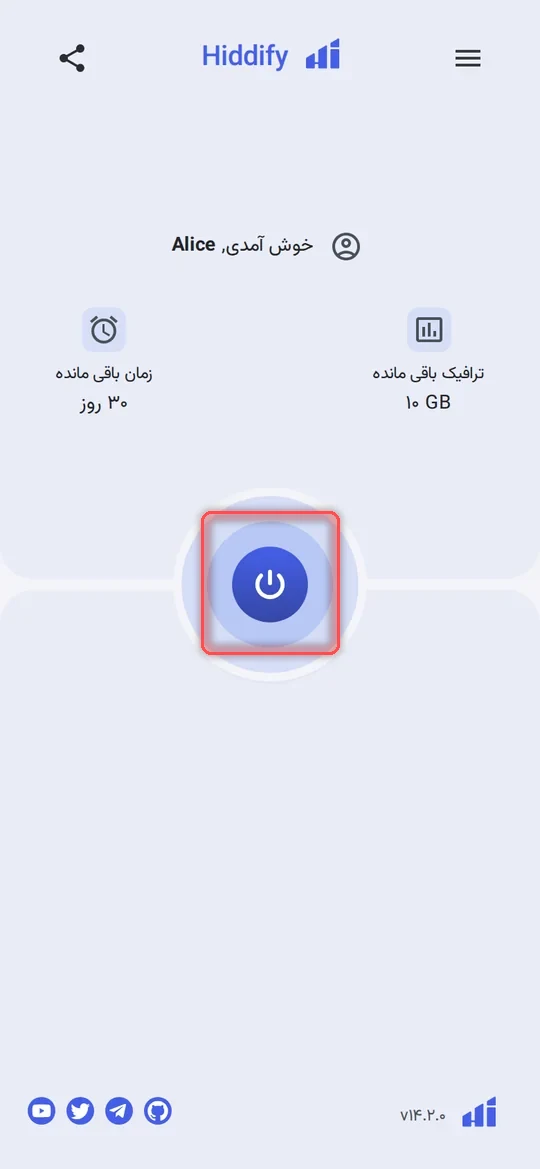 Hiddify
خوش آمدی, Alice
ترافیک باقی مانده
۱۰ GB
زمان باقی مانده
۳۰ روز
v۱۴.۲.۰